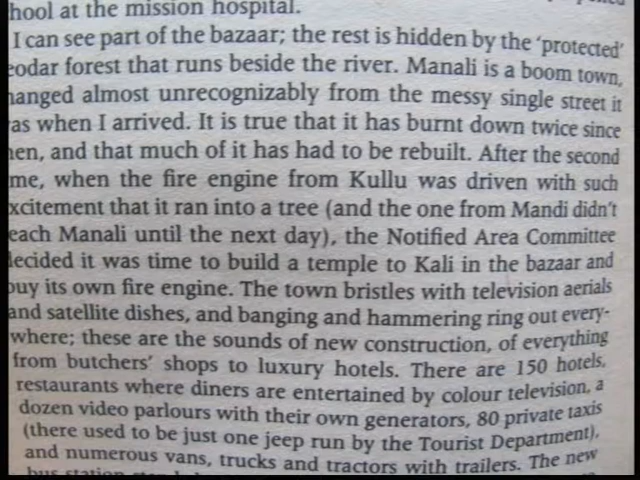 hool at the mission hospital.
I can see part of the bazaar; the rest is hidden by the 'protected'
eodar forest that runs beside the river. Manali is a boom town,
anged almost unrecognizably from the messy single street it
as when I arrived. It is true that it has burnt down twice since
en, and that much of it has had to be rebuilt. After the second
me, when the fire engine from Kullu was driven with such
xcitement that it ran into a tree (and the one from Mandi didn't
each Manali until the next day), the Notified Area Committee
ecided it was time to build a temple to Kali in the bazaar and
buy its own fire engine. The town bristles with television aerials
and satellite dishes, and banging and hammering ring out every-
where; these are the sounds of new construction, of everything
from butchers' shops to luxury hotels. There are 150 hotels,
restaurants where diners are entertained by colour television, a
dozen video parlours with their own generators, 80 private taxis
(there used to be just one jeep run by the Tourist Department),
and numerous vans, trucks and tractors with trailers. The new
bus station